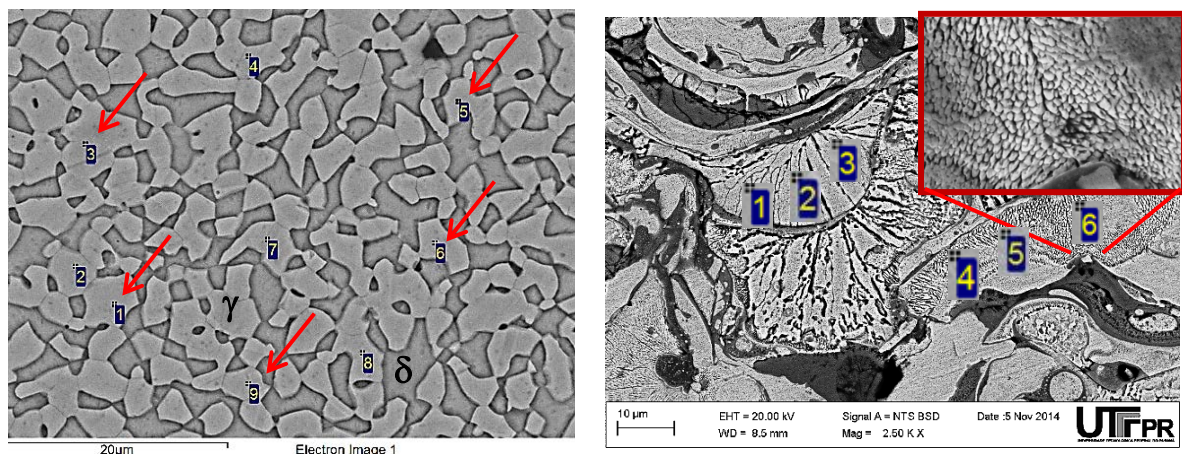 4
5
3
6
7
2
1
γ
8
δ
9
20um
Electron Image 1
3
1
2
6
5
4
10 µm
EHT = 20.00 kV
Signal A = NTS BSD
Date :5 Nov 2014
WD = 8.5 mm
Mag = 2.50 K X
UTFPR